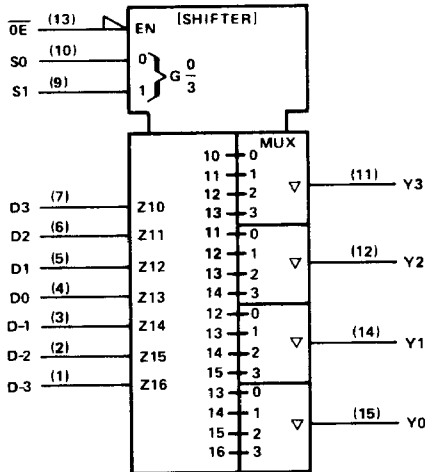 [SHIFTER]
O̅E̅ (13) EN
S0 (10) 0
S1 (9) 1
G 0/3
MUX
10 0
11 1
12 2
13 3
(11) Y3
11 0
12 1
13 2
14 3
(12) Y2
12 0
13 1
14 2
15 3
(14) Y1
13 0
14 1
15 2
16 3
(15) Y0
D3 (7) Z10
D2 (6) Z11
D1 (5) Z12
D0 (4) Z13
D-1 (3) Z14
D-2 (2) Z15
D-3 (1) Z16